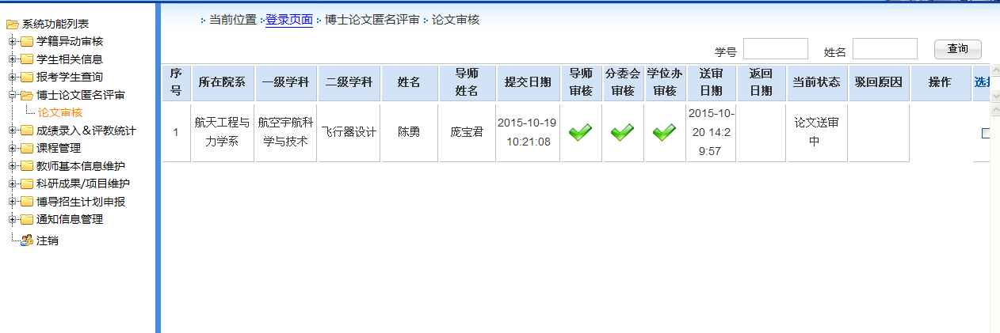 系统功能列表
学籍异动审核
学生相关信息
报考学生查询
博士论文匿名评审
论文审核
成绩录入＆评教统计
课程管理
教师基本信息维护
科研成果/项目维护
博导招生计划申报
通知信息管理
注销
当前位置 登录页面 博士论文匿名评审 论文审核
学号 姓名 查询
序号 所在院系 一级学科 二级学科 姓名 导师姓名 提交日期 导师审核 分委会审核 学位办审核 送审日期 返回日期 当前状态 驳回原因 操作
1 航天工程与力学系 航空宇航科学与技术 飞行器设计 陈勇 庞宝君 2015-10-19 10:21:08 2015-10-20 14:29:57 论文送审中